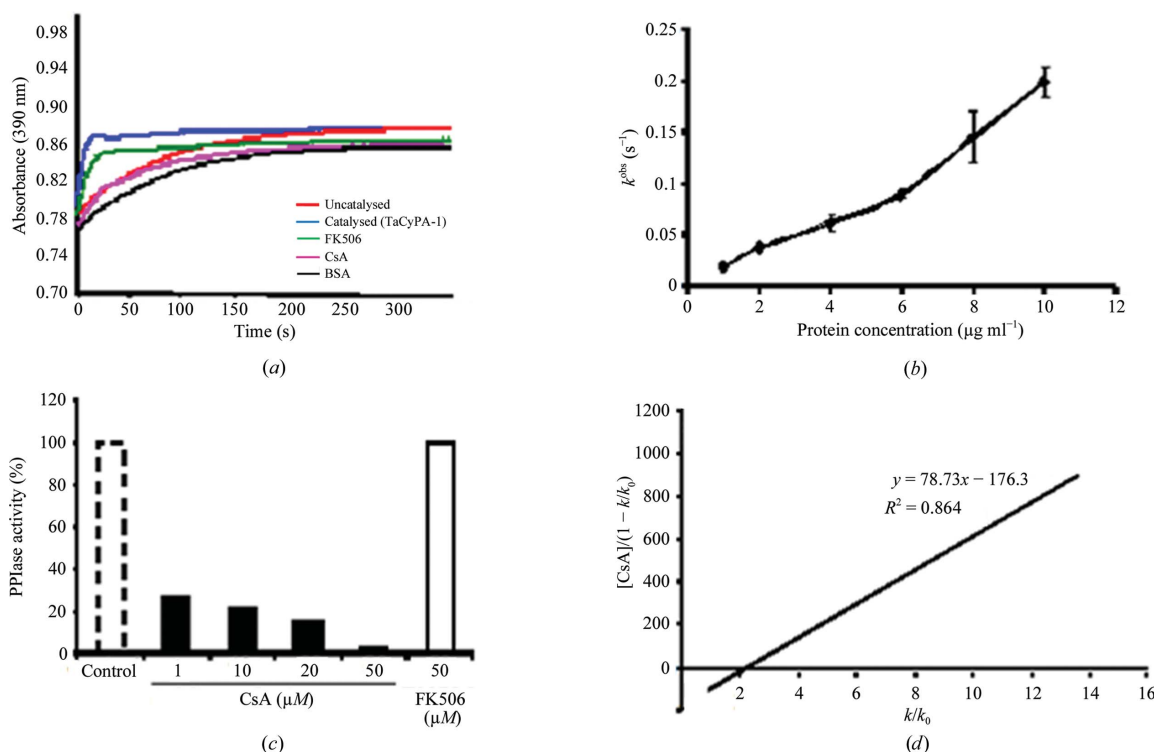 0.98
0.94
0.90
0.86
0.82
0.78
0.74
0.70
Absorbance (390 nm)
Uncatalysed
Catalysed (TaCyPA-1)
FK506
CsA
BSA
0 50 100 150 200 250 300
Time (s)
(a)
0.25
0.2
0.15
0.1
0.05
0
k^obs (s⁻¹)
0 2 4 6 8 10 12
Protein concentration (µg ml⁻¹)
(b)
120
100
80
60
40
20
0
PPIase activity (%)
Control 1 10 20 50 50
CsA (µM) FK506
(µM)
(c)
1200
1000
800
600
400
200
0
[CsA]/(1 − k/k₀)
y = 78.73x − 176.3
R² = 0.864
2 4 6 8 10 12 14 16
k/k₀
(d)